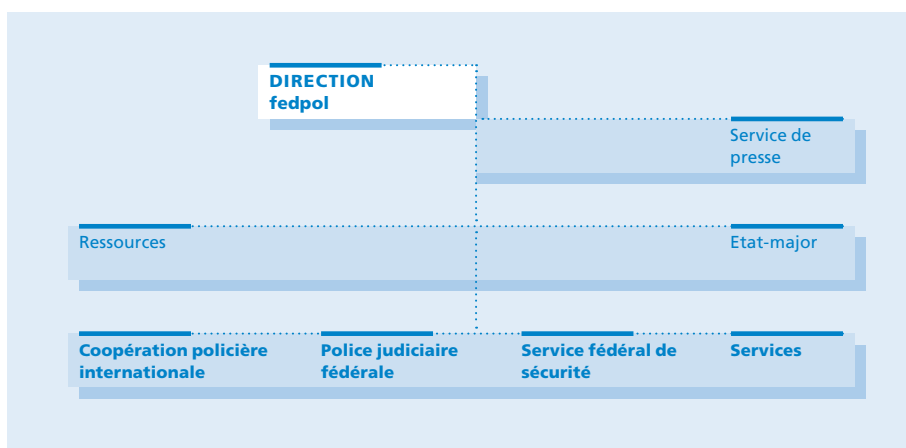 DIRECTION
fedpol
Service de
presse
Ressources
Etat-major
Coopération policière
internationale
Police judiciaire
fédérale
Service fédéral de
sécurité
Services